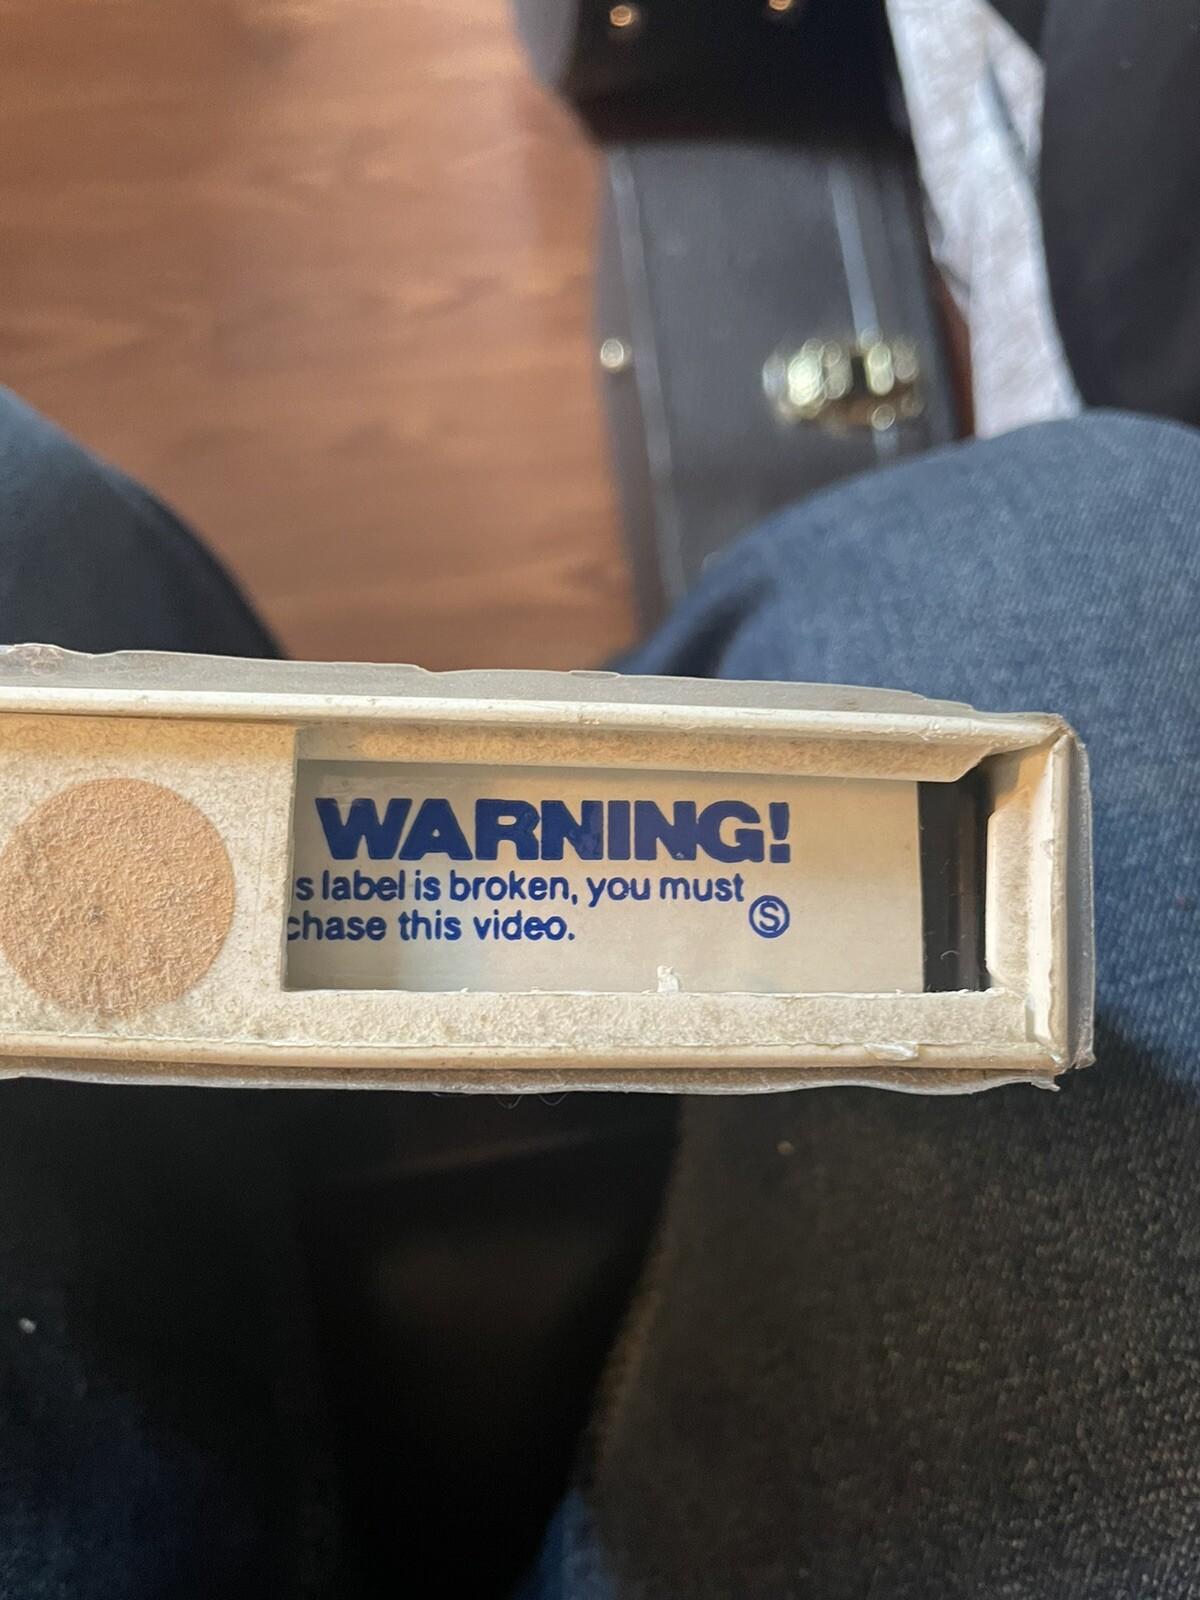 WARNING!
s label is broken, you must
chase this video.
Ⓢ